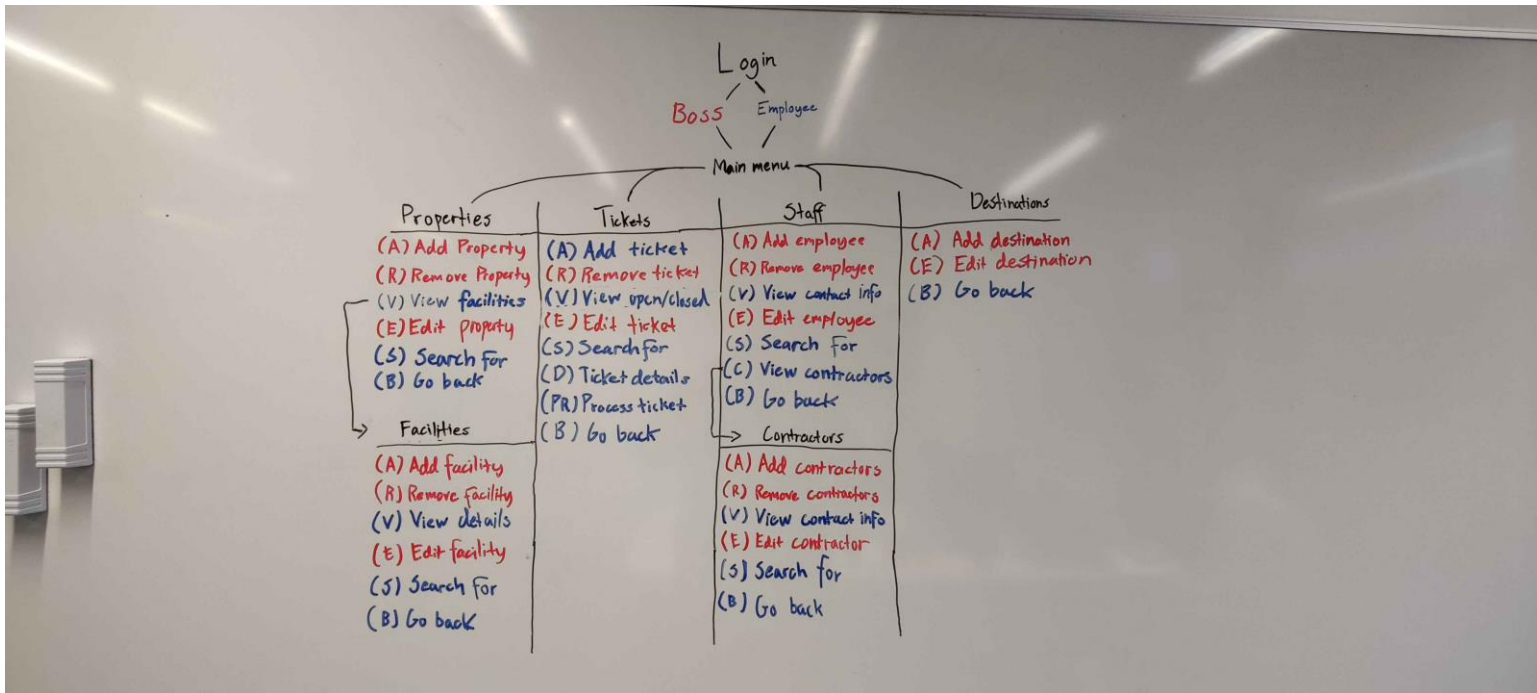 Login
Boss
Employee
Main menu
Properties
(A) Add Property
(R) Remove Property
(V) View facilities
(E) Edit property
(S) Search for
(B) Go back
Facilities
(A) Add facility
(R) Remove facility
(V) View details
(E) Edit facility
(S) Search for
(B) Go back
Tickets
(A) Add ticket
(R) Remove ticket
(V) View open/closed
(E) Edit ticket
(S) Search for
(D) Ticket details
(PR) Process ticket
(B) Go back
Staff
(A) Add employee
(R) Remove employee
(V) View contact info
(E) Edit employee
(S) Search for
(C) View contractors
(B) Go back
Contractors
(A) Add contractors
(R) Remove contractors
(V) View contact info
(E) Edit contractor
(S) Search for
(B) Go back
Destinations
(A) Add destination
(E) Edit destination
(B) Go back